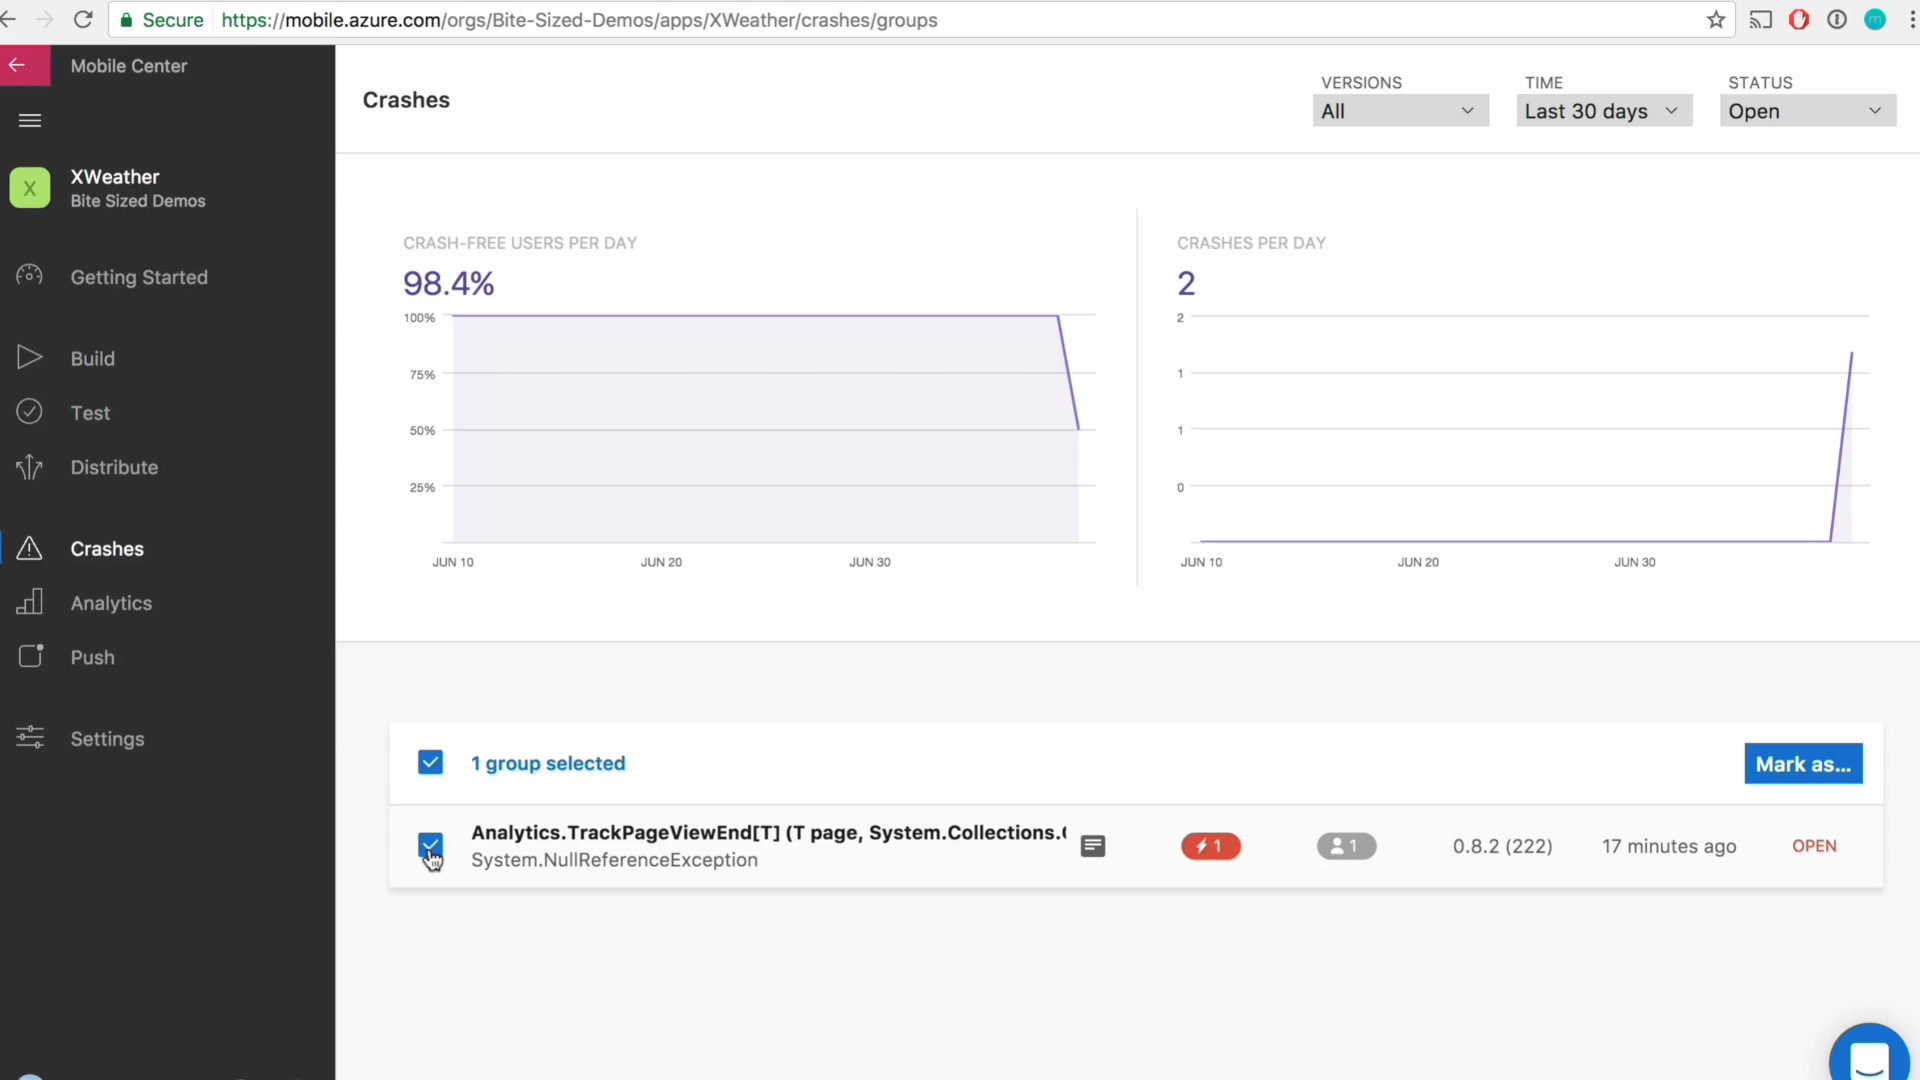 Secure
https://mobile.azure.com/orgs/Bite-Sized-Demos/apps/XWeather/crashes/groups
m
Mobile Center
X
XWeather
Bite Sized Demos
Getting Started
Build
Test
Distribute
Crashes
Analytics
Push
Settings
Crashes
VERSIONS
All
TIME
Last 30 days
STATUS
Open
CRASH-FREE USERS PER DAY
98.4%
100%
75%
50%
25%
JUN 10
JUN 20
JUN 30
CRASHES PER DAY
2
2
1
1
0
JUN 10
JUN 20
JUN 30
1 group selected
Mark as...
Analytics.TrackPageViewEnd[T] (T page, System.Collections.
System.NullReferenceException
1
1
0.8.2 (222)
17 minutes ago
OPEN